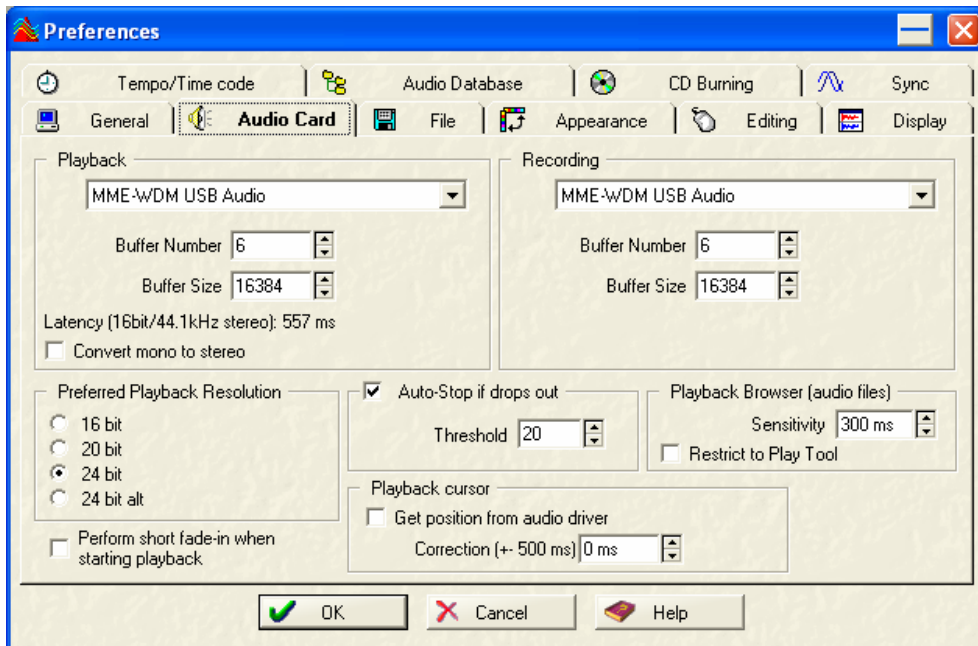 Preferences
Tempo/Time code
Audio Database
CD Burning
Sync
General
Audio Card
File
Appearance
Editing
Display
Playback
MME-WDM USB Audio
Buffer Number 6
Buffer Size 16384
Latency (16bit/44.1kHz stereo): 557 ms
Convert mono to stereo
Recording
MME-WDM USB Audio
Buffer Number 6
Buffer Size 16384
Preferred Playback Resolution
16 bit
20 bit
24 bit
24 bit alt
Perform short fade-in when
starting playback
Auto-Stop if drops out
Threshold 20
Playback Browser (audio files)
Sensitivity 300 ms
Restrict to Play Tool
Playback cursor
Get position from audio driver
Correction (+- 500 ms) 0 ms
OK
Cancel
Help